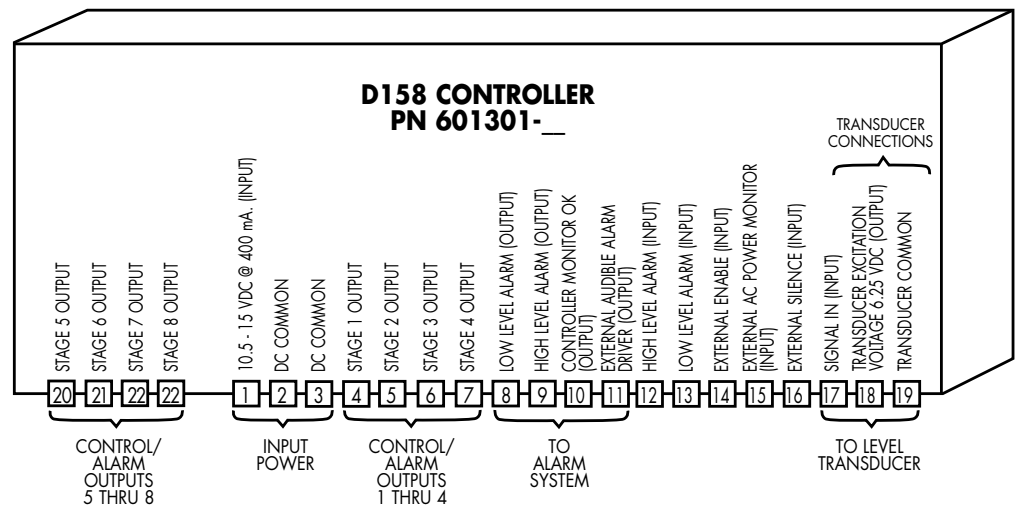 D158 CONTROLLER
PN 601301-__
TRANSDUCER
CONNECTIONS
STAGE 5 OUTPUT
STAGE 6 OUTPUT
STAGE 7 OUTPUT
STAGE 8 OUTPUT
10.5 - 15 VDC @ 400 mA. (INPUT)
DC COMMON
DC COMMON
STAGE 1 OUTPUT
STAGE 2 OUTPUT
STAGE 3 OUTPUT
STAGE 4 OUTPUT
LOW LEVEL ALARM (OUTPUT)
HIGH LEVEL ALARM (OUTPUT)
CONTROLLER MONITOR OK
(OUTPUT)
EXTERNAL AUDIBLE ALARM
DRIVER (OUTPUT)
HIGH LEVEL ALARM (INPUT)
LOW LEVEL ALARM (INPUT)
EXTERNAL ENABLE (INPUT)
EXTERNAL AC POWER MONITOR
(INPUT)
EXTERNAL SILENCE (INPUT)
SIGNAL IN (INPUT)
TRANSDUCER EXCITATION
VOLTAGE 6.25 VDC (OUTPUT)
TRANSDUCER COMMON
20 21 22 22 1 2 3 4 5 6 7 8 9 10 11 12 13 14 15 16 17 18 19
CONTROL/
ALARM
OUTPUTS
5 THRU 8
INPUT
POWER
CONTROL/
ALARM
OUTPUTS
1 THRU 4
TO
ALARM
SYSTEM
TO LEVEL
TRANSDUCER